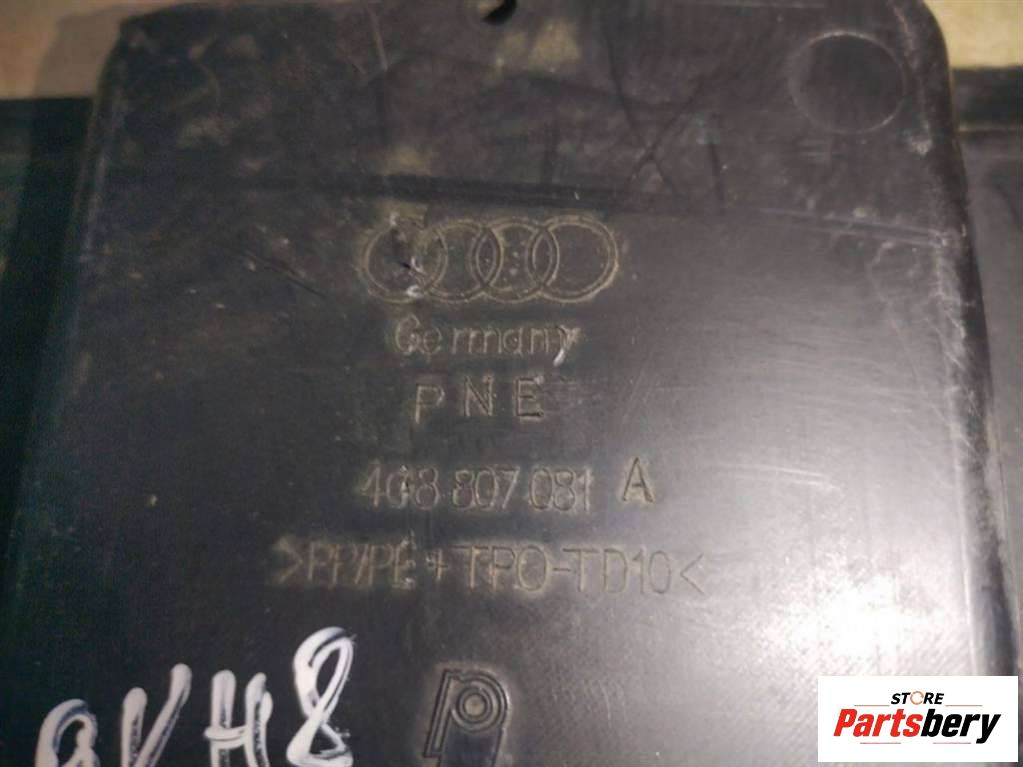 Germany
PNE
4G8 807 081 A
>PP/PE+TPO-TD10<
STORE
Partsbery